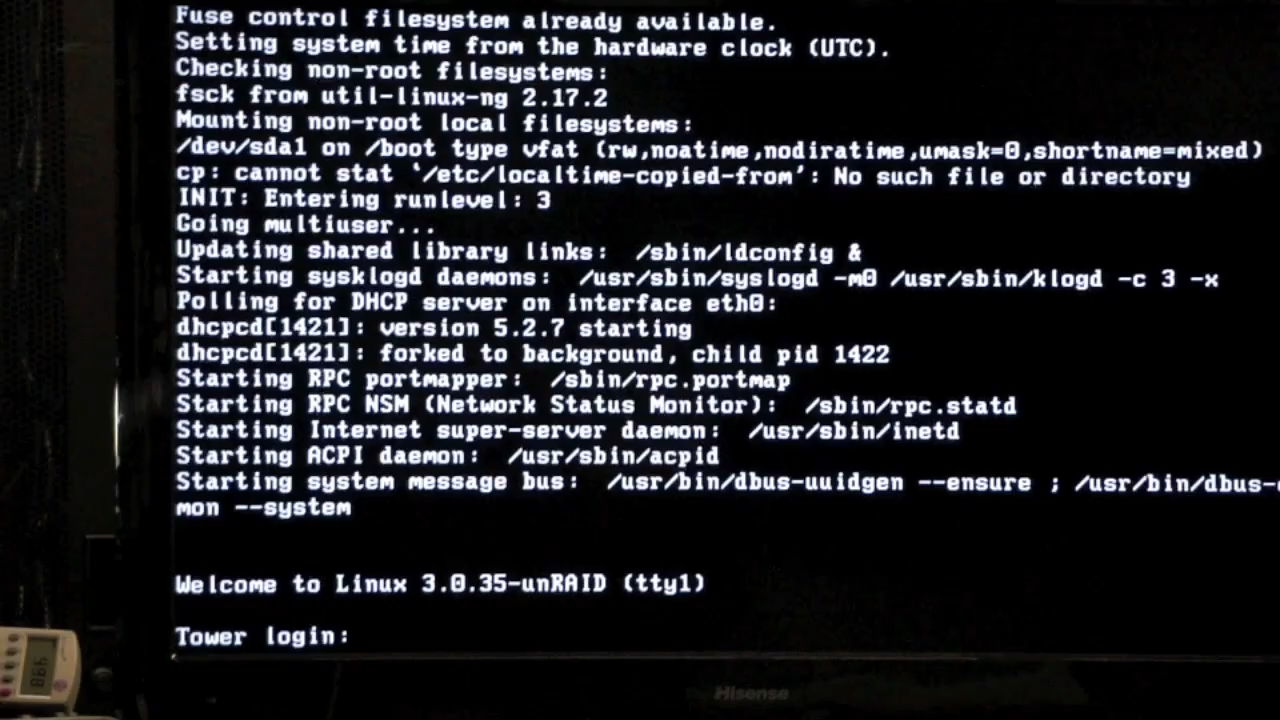 Fuse control filesystem already available.
Setting system time from the hardware clock (UTC).
Checking non-root filesystems:
fsck from util-linux-ng 2.17.2
Mounting non-root local filesystems:
/dev/sda1 on /boot type vfat (rw,noatime,nodiratime,umask=0,shortname=mixed)
cp: cannot stat `/etc/localtime-copied-from': No such file or directory
INIT: Entering runlevel: 3
Going multiuser...
Updating shared library links:  /sbin/ldconfig &
Starting sysklogd daemons:  /usr/sbin/syslogd -m0 /usr/sbin/klogd -c 3 -x
Polling for DHCP server on interface eth0:
dhcpcd[1421]: version 5.2.7 starting
dhcpcd[1421]: forked to background, child pid 1422
Starting RPC portmapper:  /sbin/rpc.portmap
Starting RPC NSM (Network Status Monitor):  /sbin/rpc.statd
Starting Internet super-server daemon:  /usr/sbin/inetd
Starting ACPI daemon:  /usr/sbin/acpid
Starting system message bus:  /usr/bin/dbus-uuidgen --ensure ; /usr/bin/dbus-
mon --system
Welcome to Linux 3.0.35-unRAID (tty1)
Tower login:
Hisense